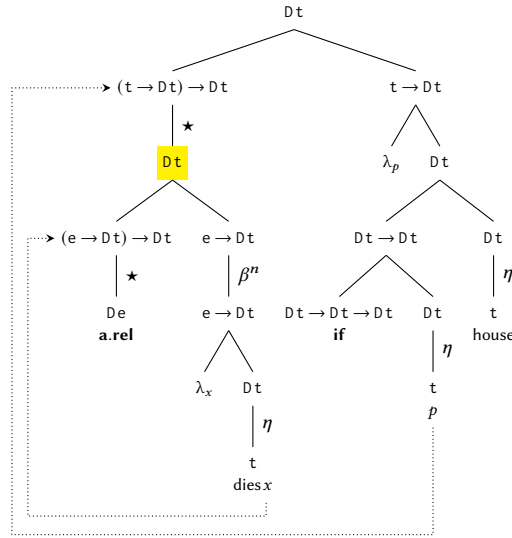 Dt
(t → Dt) → Dt
t → Dt
★
Dt
λp
Dt
(e → Dt) → Dt
e → Dt
Dt → Dt
Dt
★
βⁿ
η
De
a.rel
e → Dt
Dt → Dt → Dt
if
Dt
t
house
λx
Dt
η
t
p
η
t
dies x